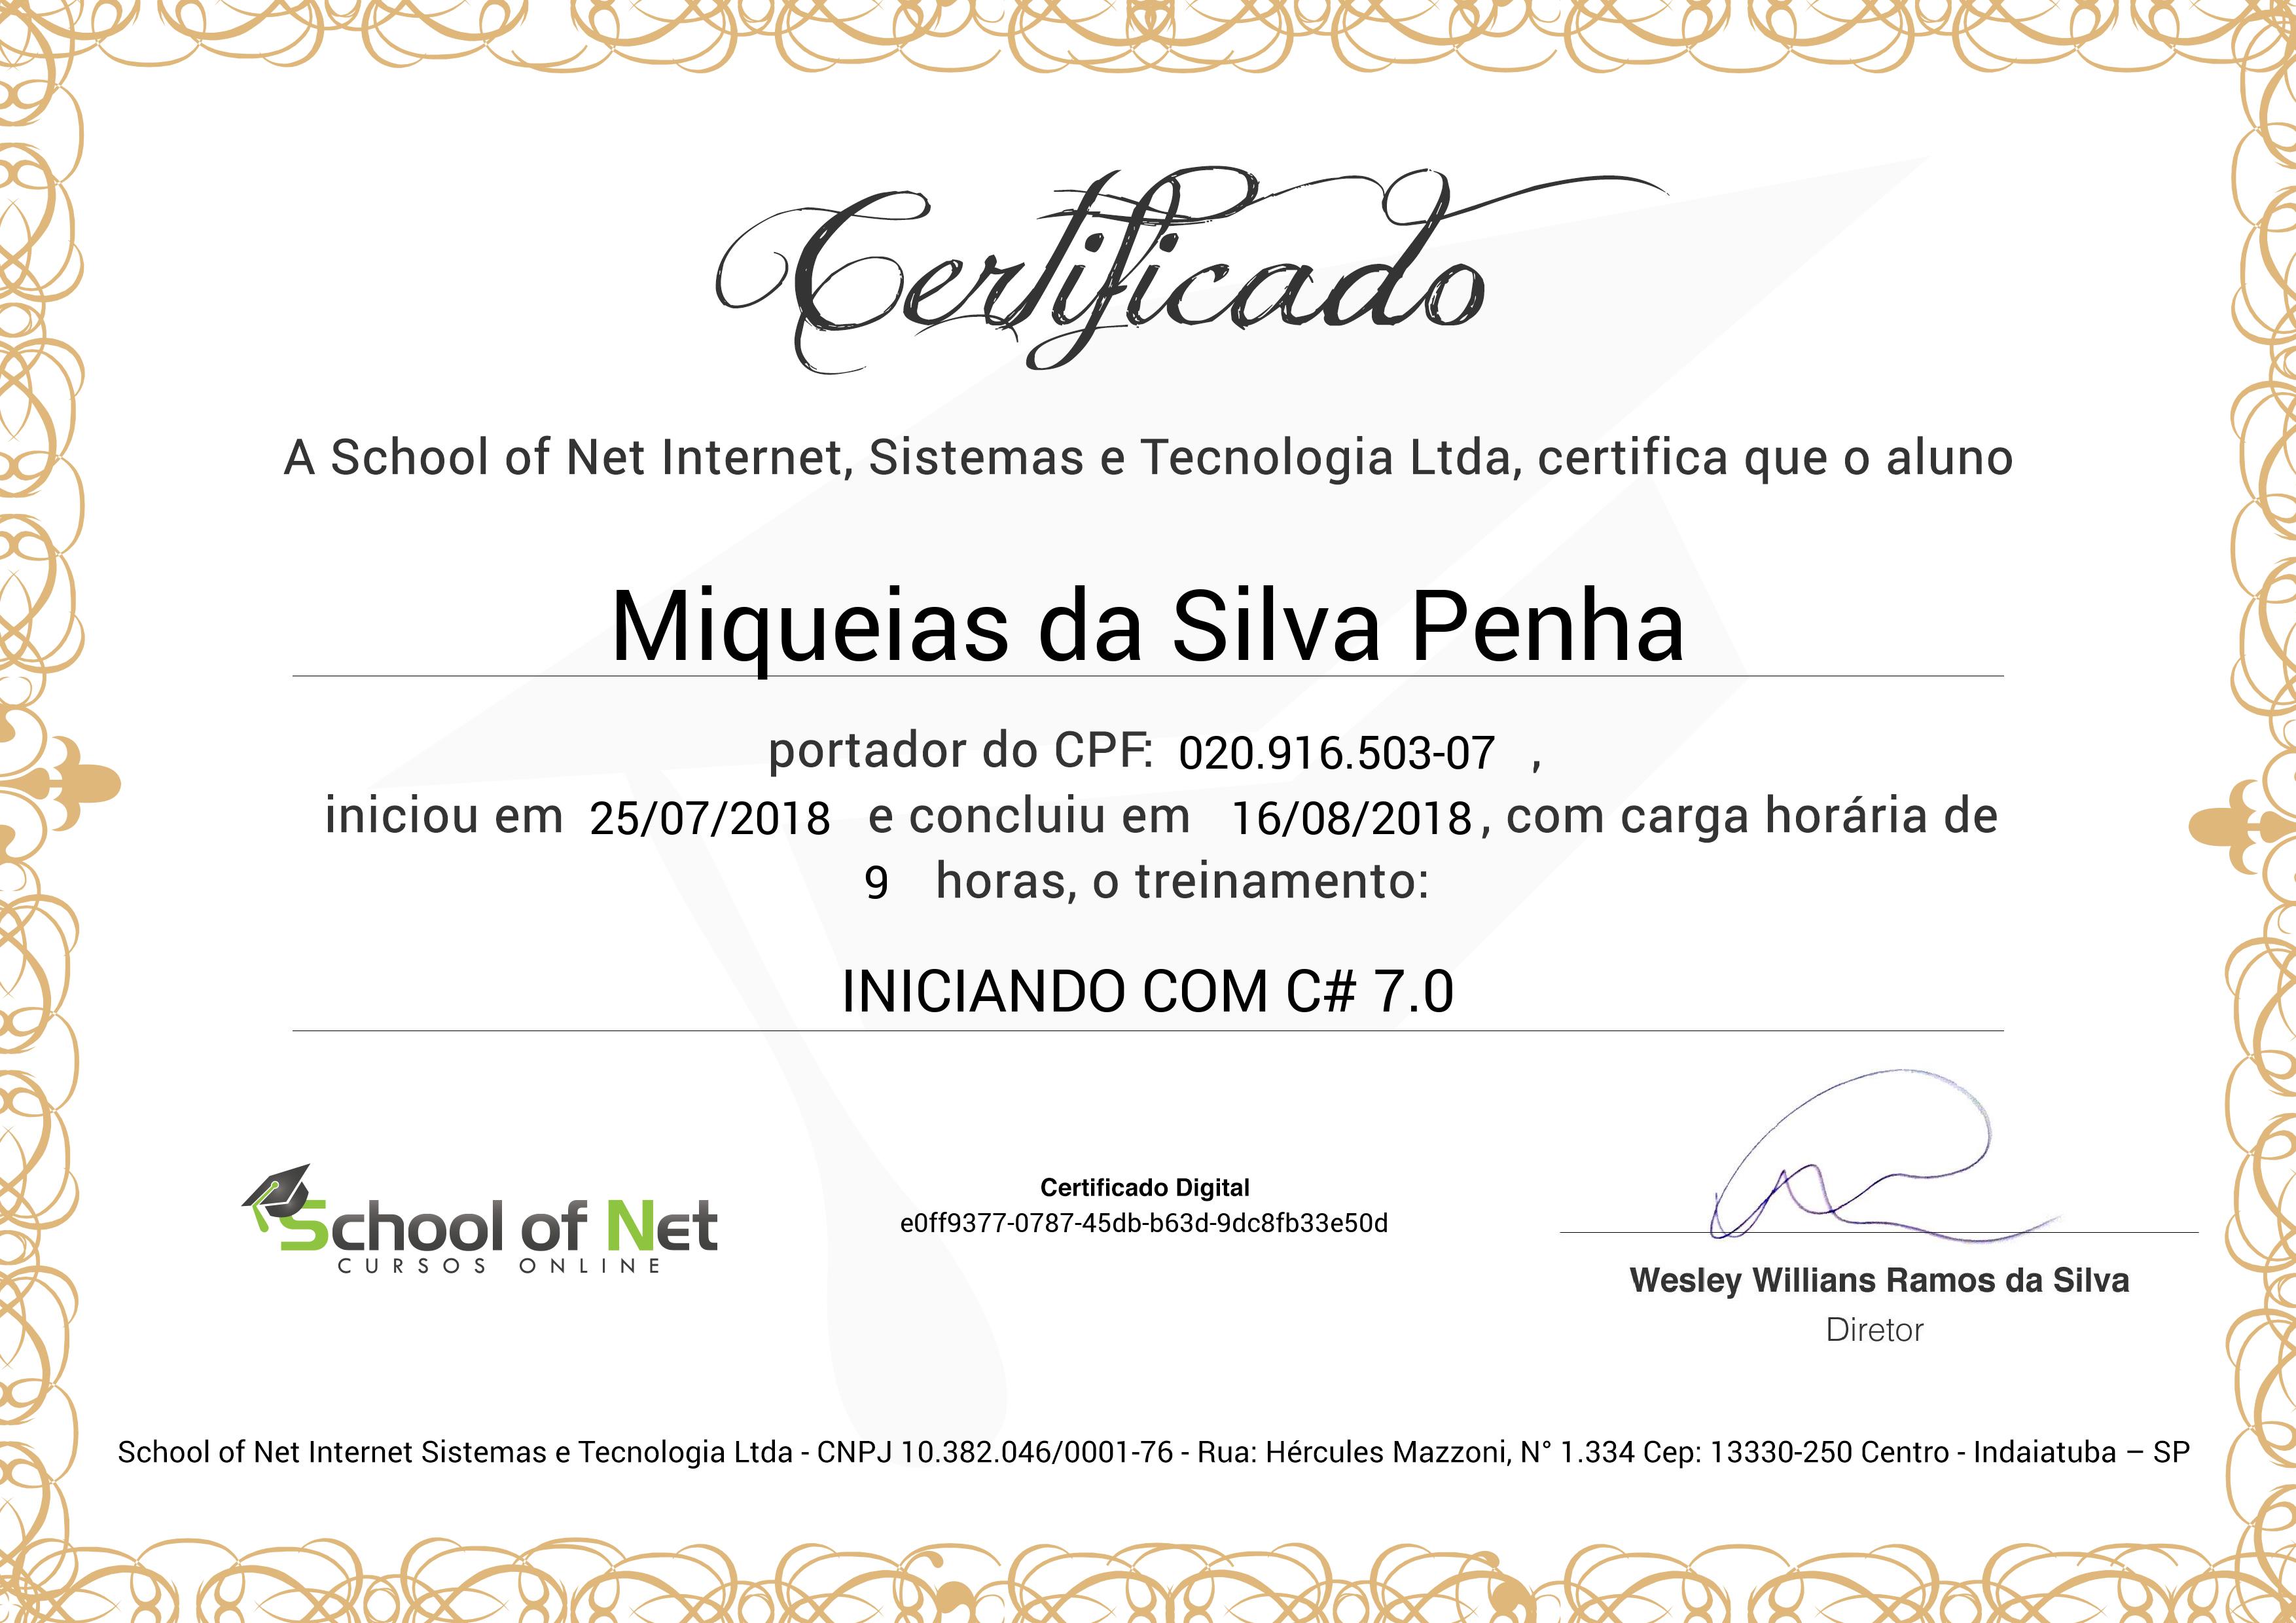 Certificado
A School of Net Internet, Sistemas e Tecnologia Ltda, certifica que o aluno
Miqueias da Silva Penha
portador do CPF: 020.916.503-07 ,
iniciou em 25/07/2018 e concluiu em 16/08/2018, com carga horária de
9 horas, o treinamento:
INICIANDO COM C# 7.0
School of Net
CURSOS ONLINE
Certificado Digital
e0ff9377-0787-45db-b63d-9dc8fb33e50d
Wesley Willians Ramos da Silva
Diretor
School of Net Internet Sistemas e Tecnologia Ltda - CNPJ 10.382.046/0001-76 - Rua: Hércules Mazzoni, N° 1.334 Cep: 13330-250 Centro - Indaiatuba – SP